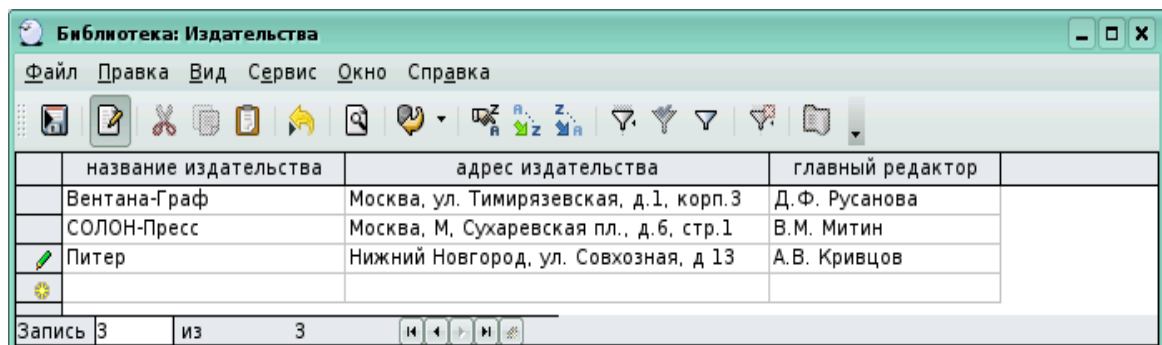 Библиотека: Издательства
Файл Правка Вид Сервис Окно Справка
название издательства адрес издательства главный редактор
Вентана-Граф Москва, ул. Тимирязевская, д.1, корп.3 Д.Ф. Русанова
СОЛОН-Пресс Москва, М, Сухаревская пл., д.6, стр.1 В.М. Митин
Питер Нижний Новгород, ул. Совхозная, д 13 А.В. Кривцов
Запись 3 из 3